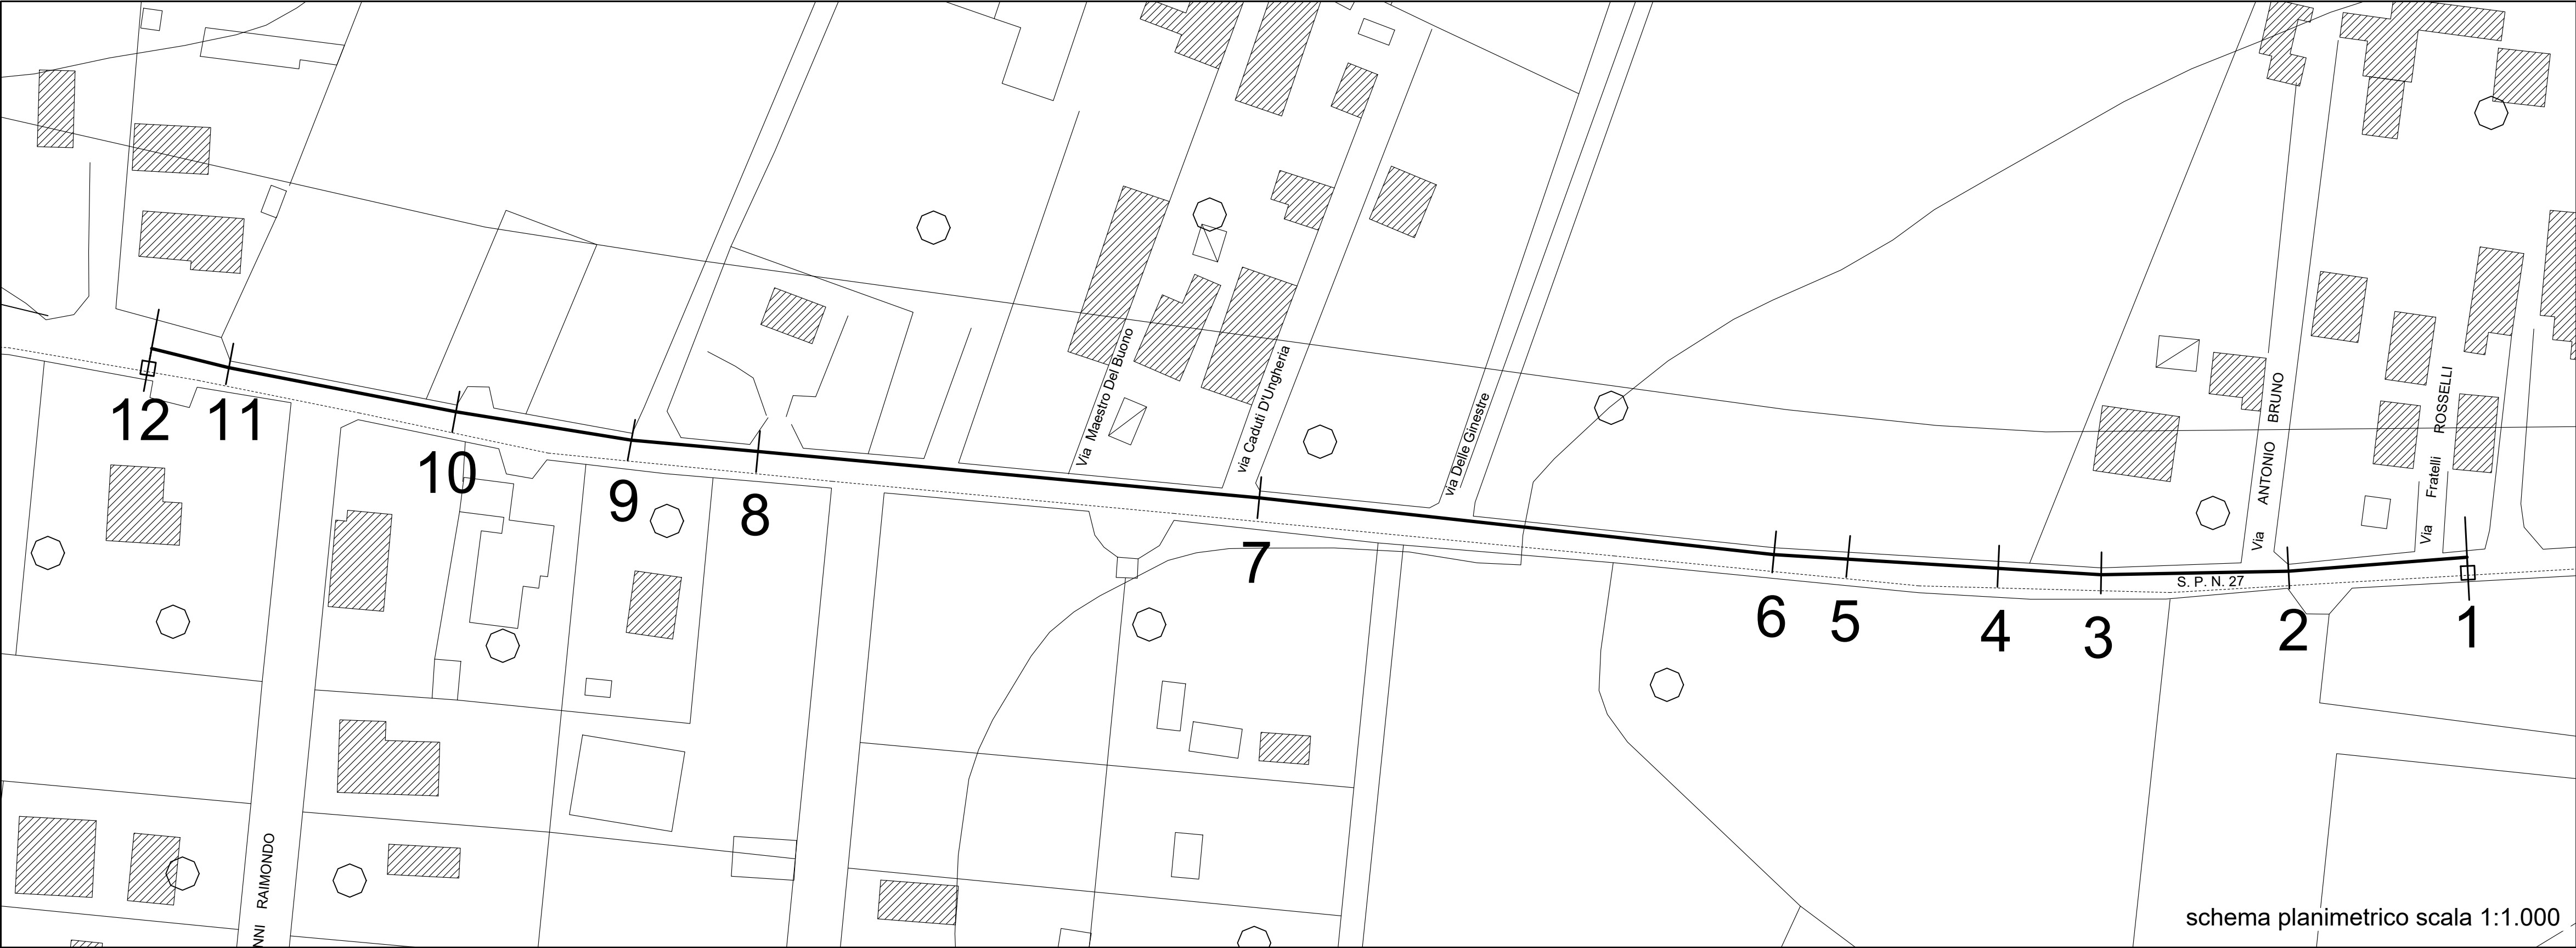 Via Maestro Del Buono
via Caduti D'Ungheria
via Delle Ginestre
Via ANTONIO BRUNO
Via Fratelli ROSSELLI
S. P. N. 27
12
11
10
9
8
7
6
5
4
3
2
1
NNI RAIMONDO
schema planimetrico scala 1:1.000